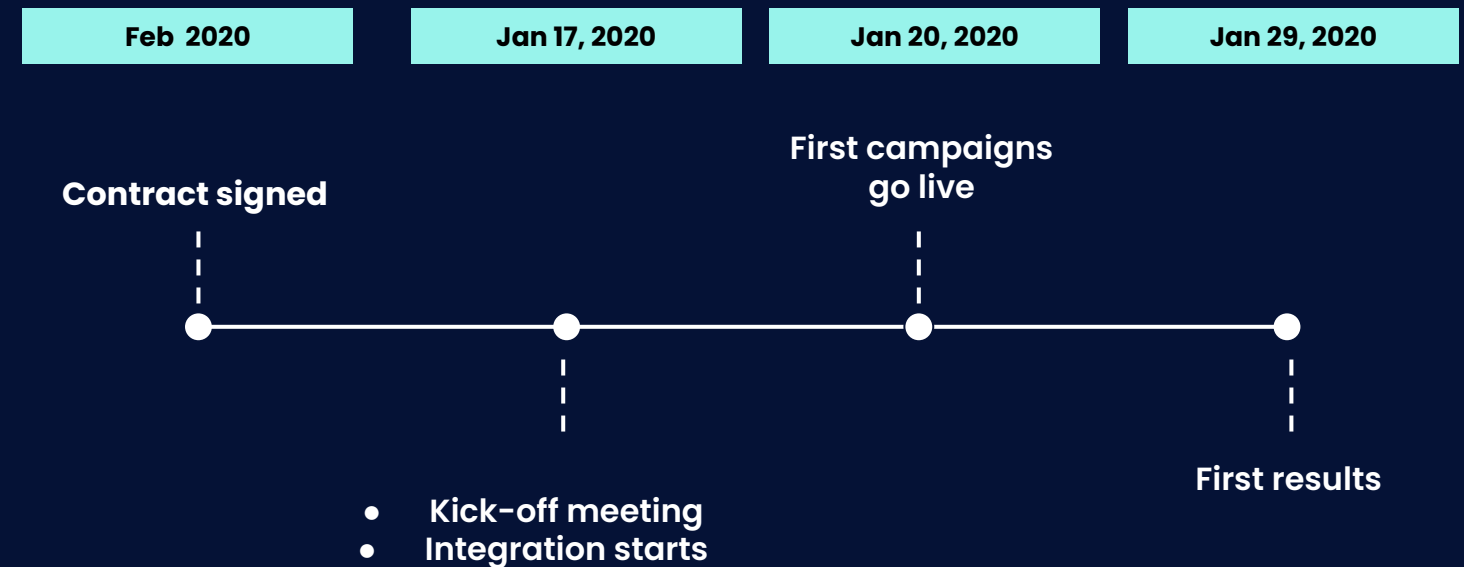 Feb 2020
Jan 17, 2020
Jan 20, 2020
Jan 29, 2020
Contract signed
First campaigns
go live
● Kick-off meeting
● Integration starts
First results